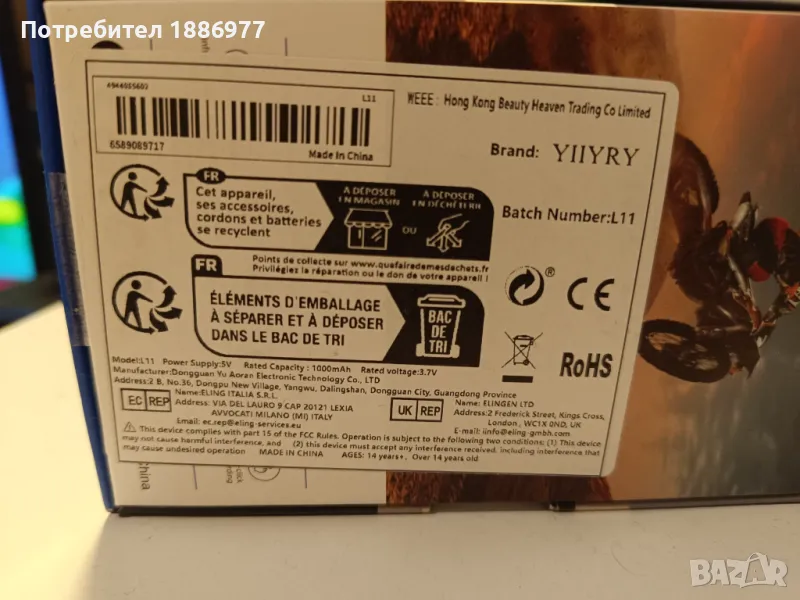 Потребител 1886977
4944055603
L11
6589089717
Made In China
WEEE : Hong Kong Beauty Heaven Trading Co Limited
Brand: YIIYRY
Batch Number:L11
FR
Cet appareil,
ses accessoires,
cordons et batteries
se recyclent
A DÉPOSER
EN MAGASIN
OU
A DÉPOSER
EN DÉCHÈTERIE
Points de collecte sur www.quefairedemesdechets.fr
Privilégiez la réparation ou le don de votre appareil !
FR
ÉLÉMENTS D'EMBALLAGE
À SÉPARER ET À DÉPOSER
DANS LE BAC DE TRI
BAC
DE
TRI
®
CE
RoHS
Model:L11 Power Supply:5V Rated Capacity : 1000mAh Rated voltage:3.7V
Manufacturer:Dongguan Yu Aoran Electronic Technology Co., LTD
Address:2 B, No.36, Dongpu New Village, Yangwu, Dalingshan, Dongguan City, Guangdong Province
EC REP
Name:ELING ITALIA S.R.L.
Address: VIA DEL LAURO 9 CAP 20121 LEXIA
AVVOCATI MILANO (MI) ITALY
Email: ec.rep@eling-services.eu
UK REP
Name: ELINGEN LTD
Address:2 Frederick Street, Kings Cross,
London , WC1X 0ND, UK
E-mail: iinfo@eling-gmbh.com
This device complies with part 15 of the FCC Rules. Operation is subject to the following two conditions; (1) This device
may not cause harmful interference, and (2) this device must accept any interference received, including interference that
may cause undesired operation MADE IN CHINA AGES: 14 years+, Over 14 years old
china
click
BAZAR